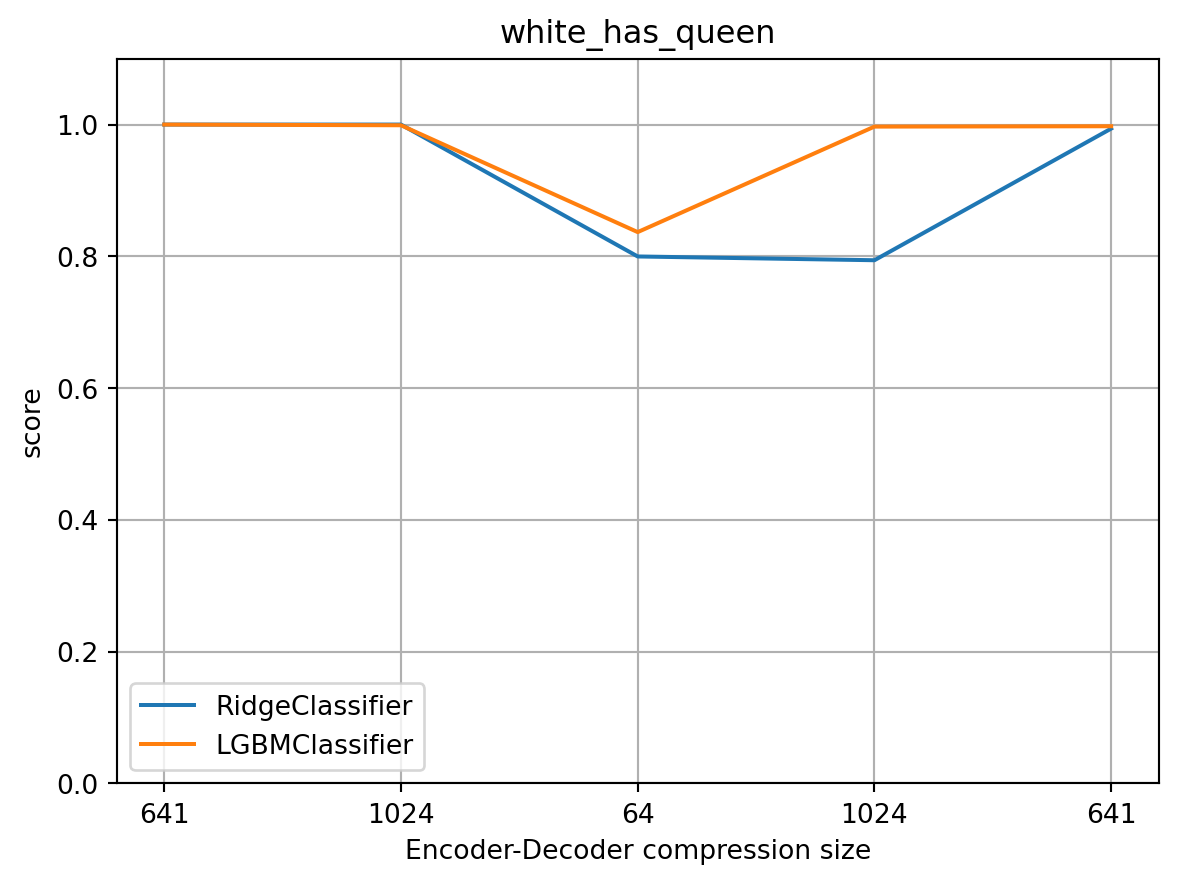 white_has_queen
score
1.0
0.8
0.6
0.4
0.2
0.0
RidgeClassifier
LGBMClassifier
641 1024 64 1024 641
Encoder-Decoder compression size